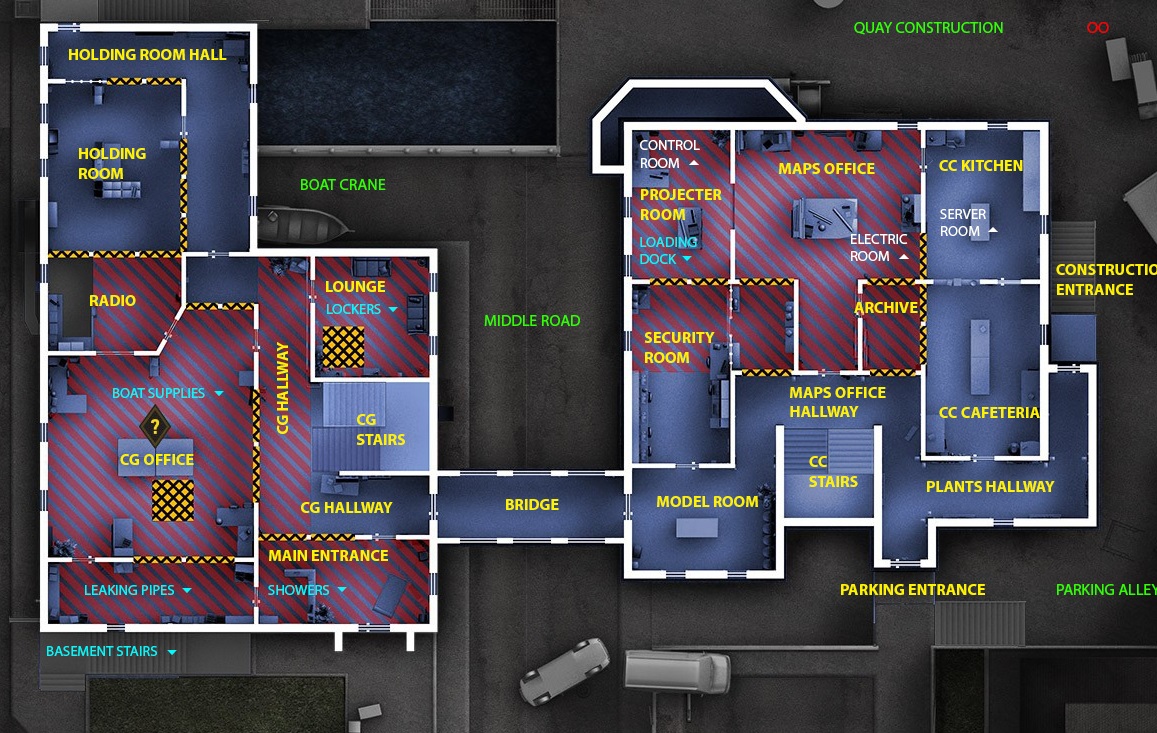 QUAY CONSTRUCTION
OO
HOLDING ROOM HALL
HOLDING
ROOM
BOAT CRANE
CONTROL
ROOM
MAPS OFFICE
CC KITCHEN
PROJECTER
ROOM
SERVER
ROOM
LOADING
DOCK
ELECTRIC
ROOM
CONSTRUCTIO
ENTRANCE
RADIO
LOUNGE
LOCKERS
MIDDLE ROAD
ARCHIVE
SECURITY
ROOM
CG HALLWAY
BOAT SUPPLIES
MAPS OFFICE
HALLWAY
CC CAFETERIA
?
CG
STAIRS
CG OFFICE
CC
STAIRS
PLANTS HALLWAY
CG HALLWAY
BRIDGE
MODEL ROOM
MAIN ENTRANCE
LEAKING PIPES
SHOWERS
PARKING ENTRANCE
PARKING ALLEY
BASEMENT STAIRS